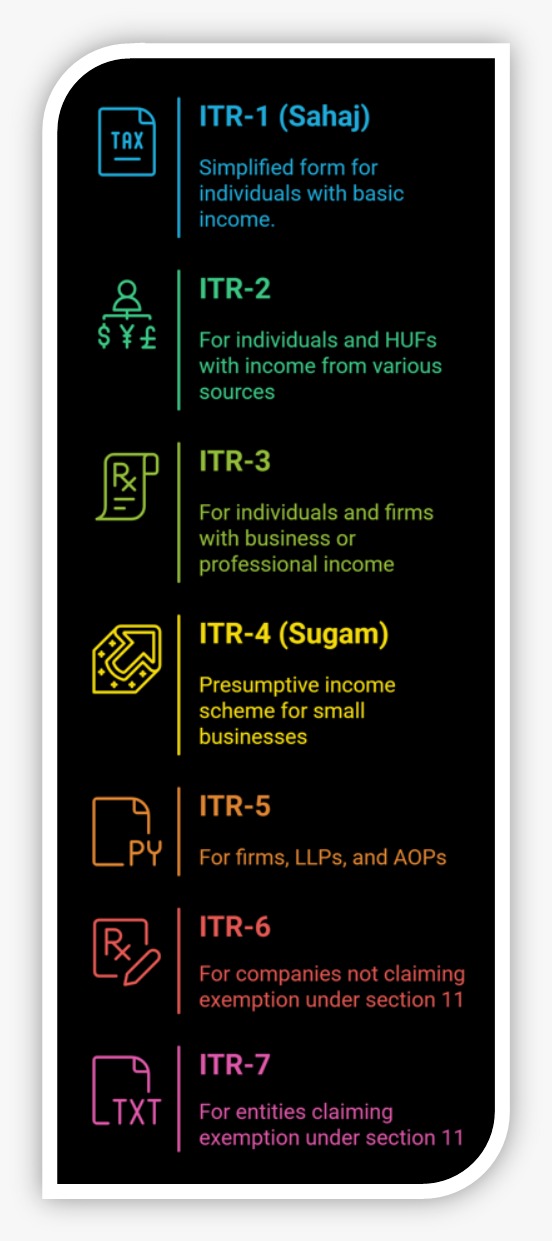 TAX
ITR-1 (Sahaj)
Simplified form for
individuals with basic
income.
$ ¥ £
ITR-2
For individuals and HUFs
with income from various
sources
Rx
ITR-3
For individuals and firms
with business or
professional income
ITR-4 (Sugam)
Presumptive income
scheme for small
businesses
PY
ITR-5
For firms, LLPs, and AOPs
Rx
ITR-6
For companies not claiming
exemption under section 11
TXT
ITR-7
For entities claiming
exemption under section 11